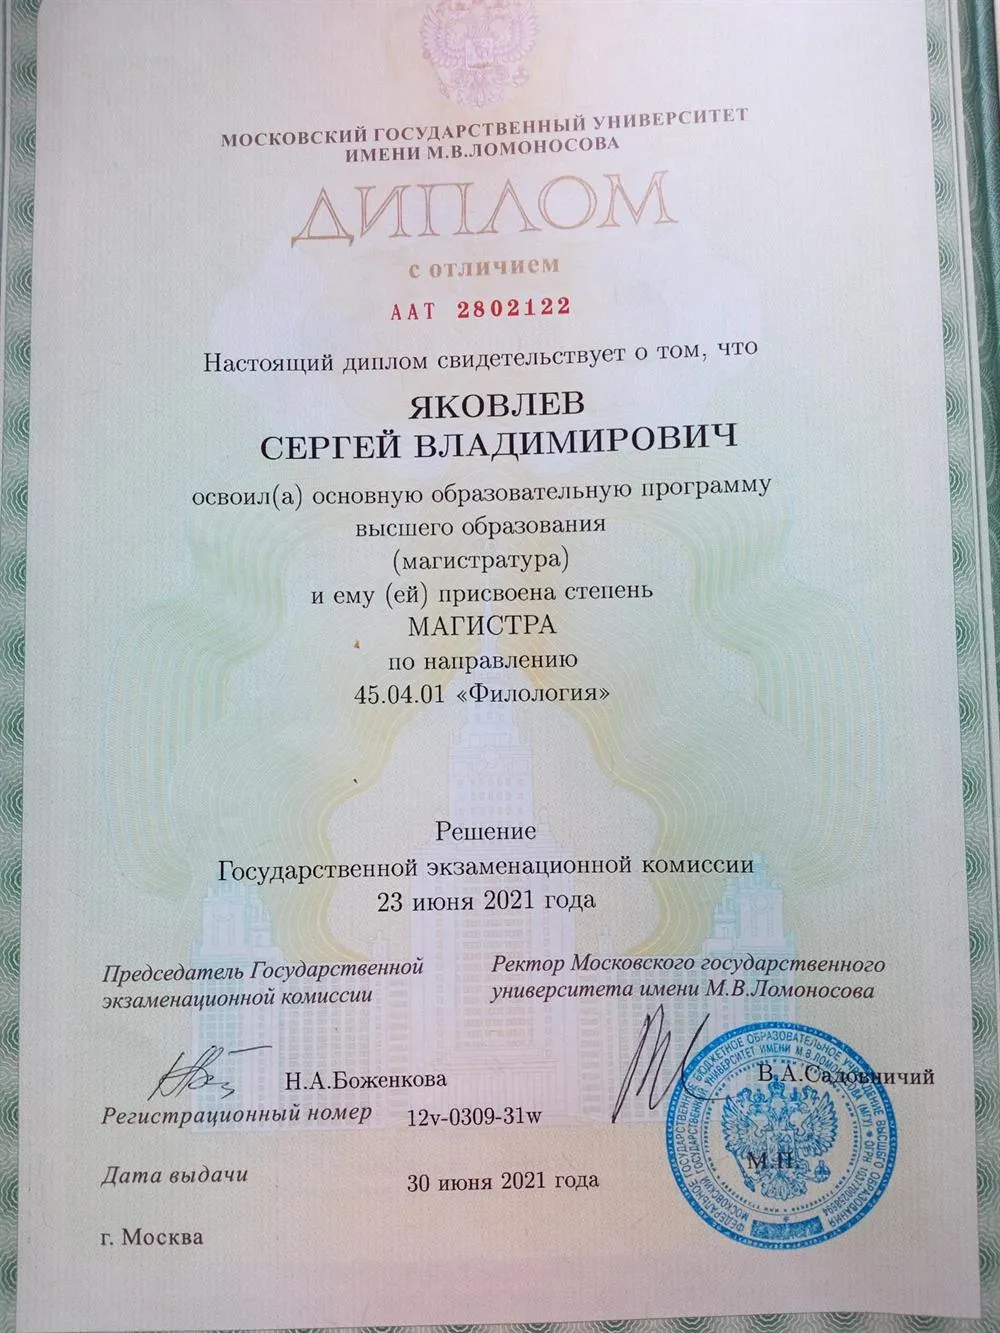 МОСКОВСКИЙ ГОСУДАРСТВЕННЫЙ УНИВЕРСИТЕТ
ИМЕНИ М.В.ЛОМОНОСОВА
ДИПЛОМ
с отличием
ААТ 2802122
Настоящий диплом свидетельствует о том, что
ЯКОВЛЕВ
СЕРГЕЙ ВЛАДИМИРОВИЧ
освоил(а) основную образовательную программу
высшего образования
(магистратура)
и ему (ей) присвоена степень
МАГИСТРА
по направлению
45.04.01 «Филология»
Решение
Государственной экзаменационной комиссии
23 июня 2021 года
Председатель Государственной
экзаменационной комиссии
Ректор Московского государственного
университета имени М.В.Ломоносова
Н.А.Боженкова
В.А.Садовничий
Регистрационный номер 12v-0309-31w
М.П.
Дата выдачи 30 июня 2021 года
г. Москва